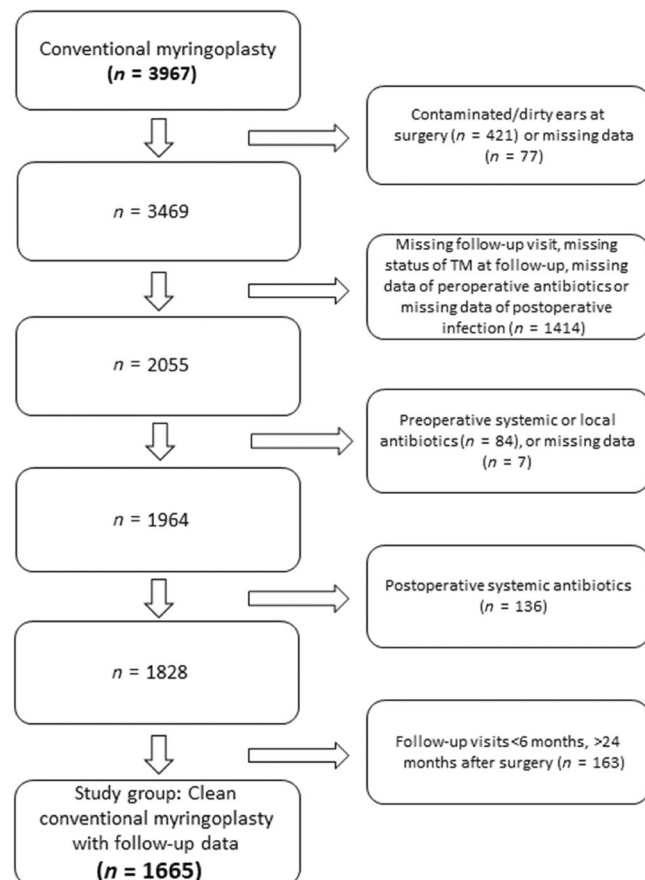 Conventional myringoplasty
(n = 3967)
Contaminated/dirty ears at
surgery (n = 421) or missing data
(n = 77)
n = 3469
Missing follow-up visit, missing
status of TM at follow-up, missing
data of peroperative antibiotics or
missing data of postoperative
infection (n = 1414)
n = 2055
Preoperative systemic or local
antibiotics (n = 84), or missing data
(n = 7)
n = 1964
Postoperative systemic antibiotics
(n = 136)
n = 1828
Follow-up visits <6 months, >24
months after surgery (n = 163)
Study group: Clean
conventional myringoplasty
with follow-up data
(n = 1665)